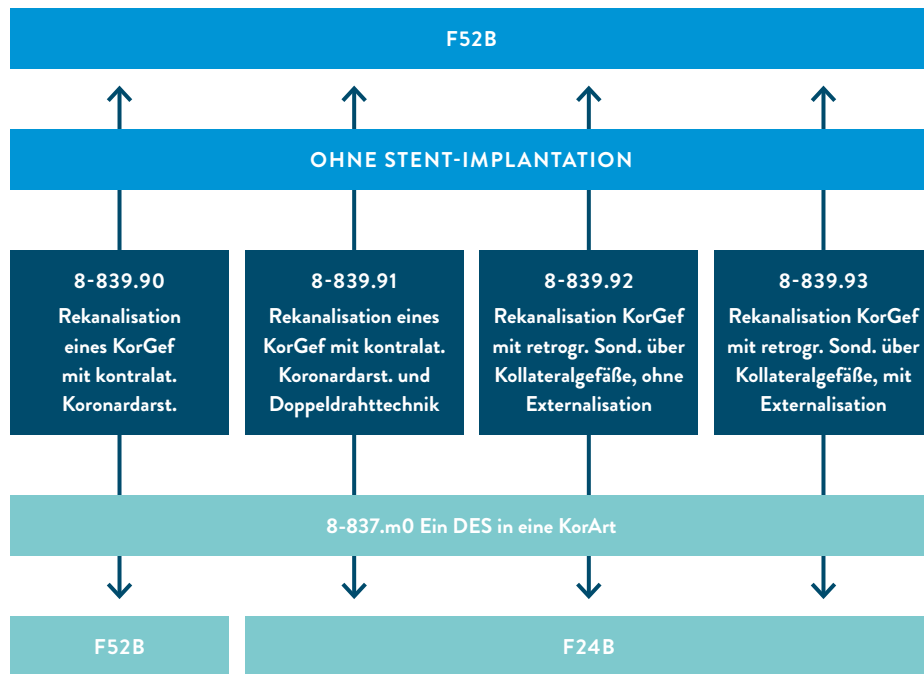 F52B
OHNE STENT-IMPLANTATION
8-839.90
Rekanalisation
eines KorGef
mit kontralat.
Koronardarst.
8-839.91
Rekanalisation eines
KorGef mit kontralat.
Koronardarst. und
Doppeldrahttechnik
8-839.92
Rekanalisation KorGef
mit retrogr. Sond. über
Kollateralgefäße, ohne
Externalisation
8-839.93
Rekanalisation KorGef
mit retrogr. Sond. über
Kollateralgefäße, mit
Externalisation
8-837.m0 Ein DES in eine KorArt
F52B
F24B